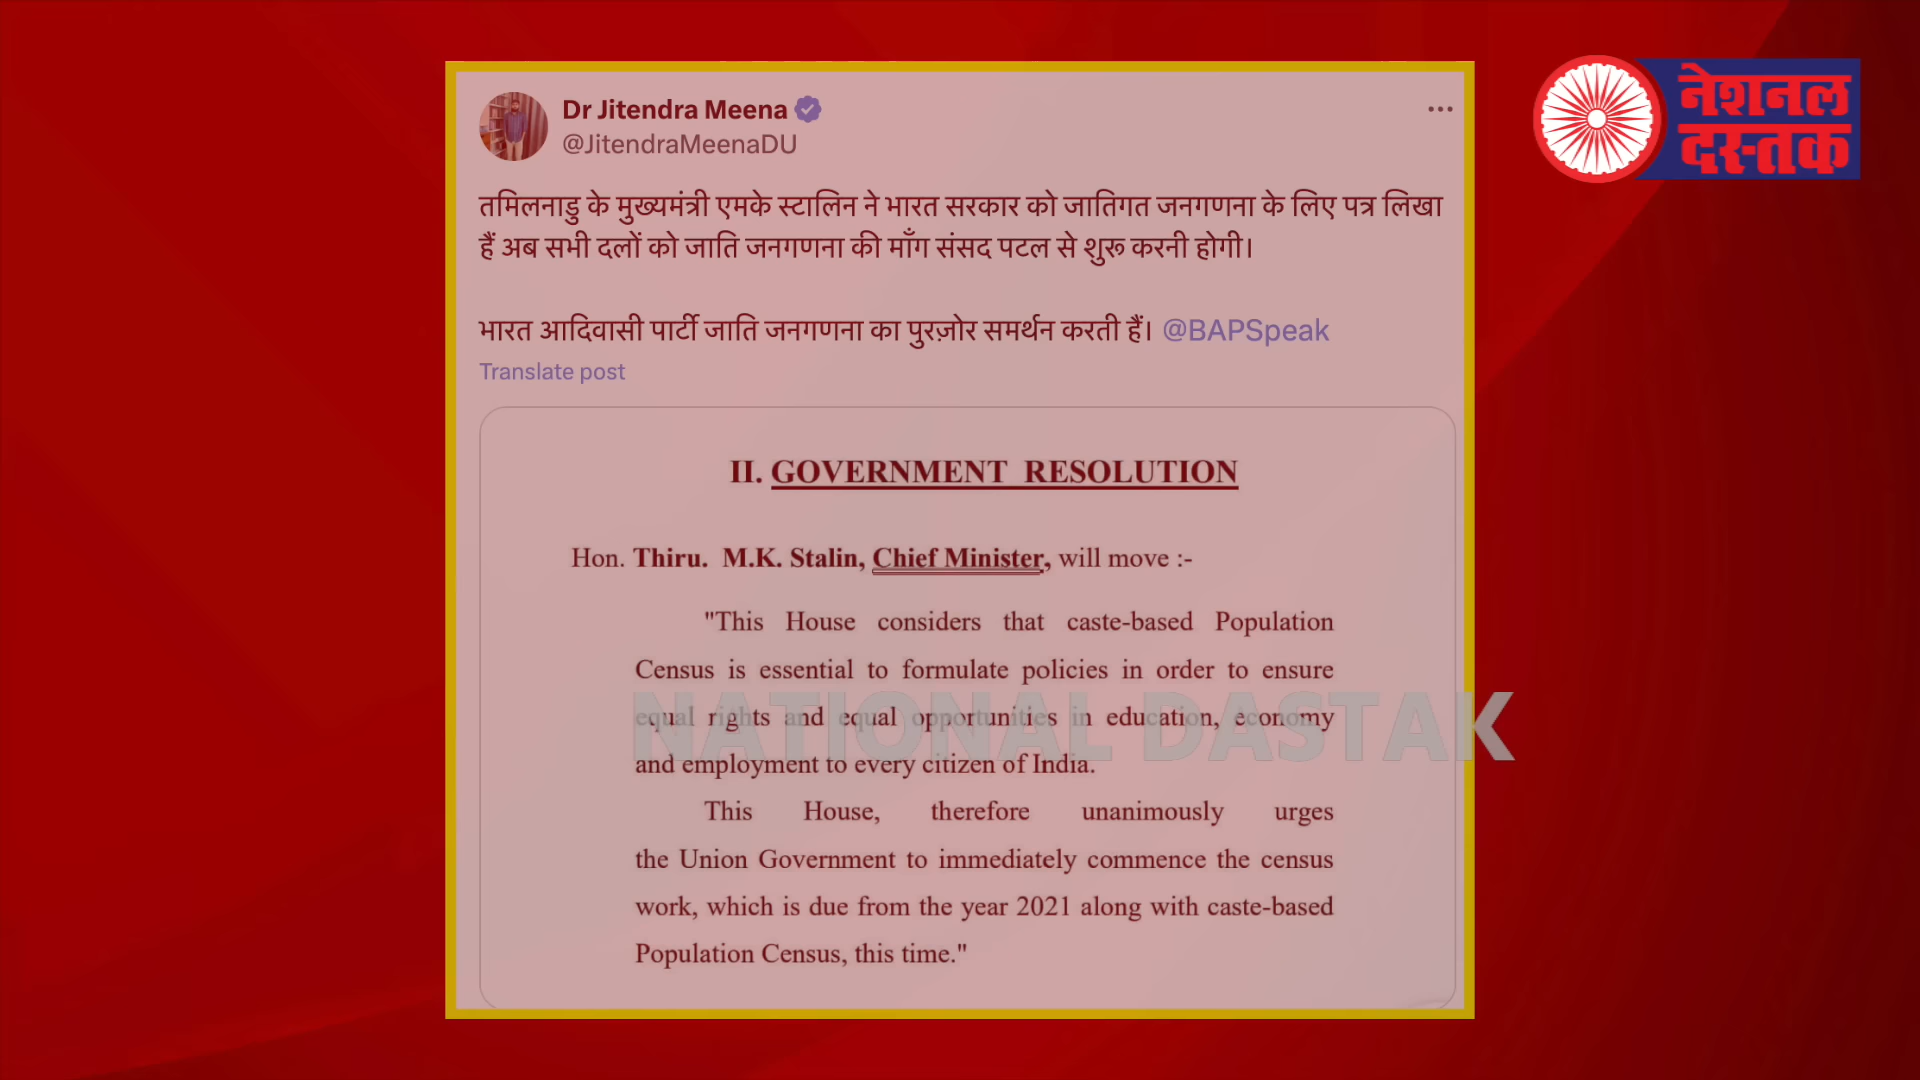 Dr Jitendra Meena
@JitendraMeenaDU
नेशनल
दस्तक
तमिलनाडु के मुख्यमंत्री एमके स्टालिन ने भारत सरकार को जातिगत जनगणना के लिए पत्र लिखा
हैं अब सभी दलों को जाति जनगणना की माँग संसद पटल से शुरू करनी होगी।
भारत आदिवासी पार्टी जाति जनगणना का पुरज़ोर समर्थन करती हैं। @BAPSpeak
Translate post
II. GOVERNMENT RESOLUTION
Hon. Thiru. M.K. Stalin, Chief Minister, will move :-
"This House considers that caste-based Population
Census is essential to formulate policies in order to ensure
equal rights and equal opportunities in education, economy
NATIONAL DASTAK
and employment to every citizen of India.
This House, therefore unanimously urges
the Union Government to immediately commence the census
work, which is due from the year 2021 along with caste-based
Population Census, this time."